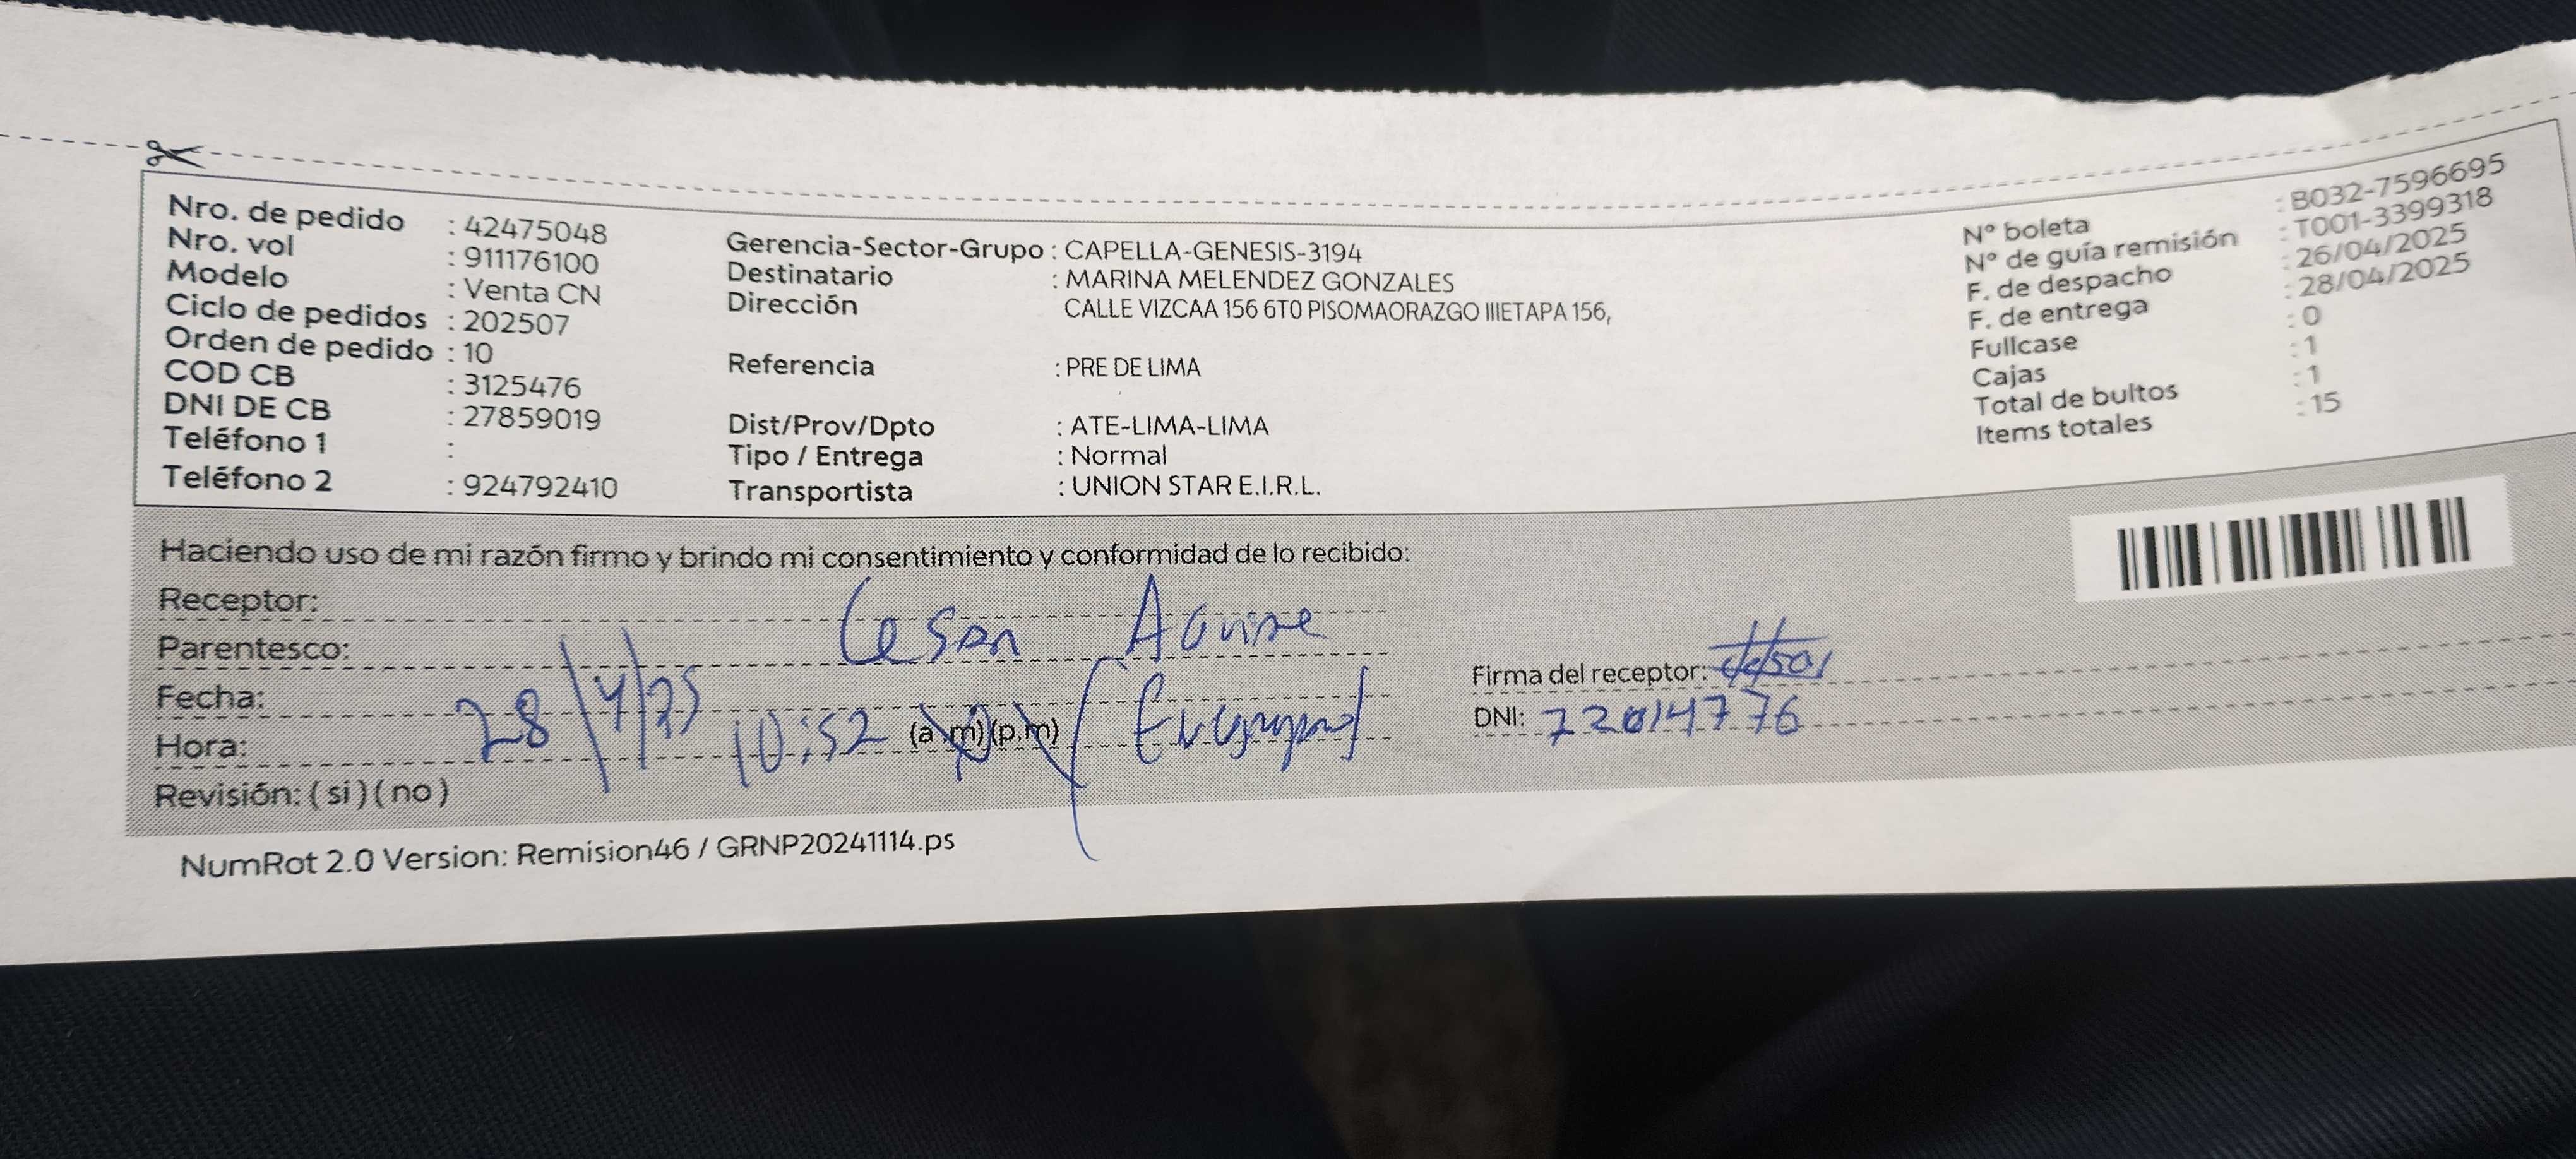 Nro. de pedido : 42475048
Nro. vol : 911176100
Modelo : Venta CN
Ciclo de pedidos : 202507
Orden de pedido : 10
COD CB : 3125476
DNI DE CB : 27859019
Teléfono 1 :
Teléfono 2 : 924792410
Gerencia-Sector-Grupo : CAPELLA-GENESIS-3194
Destinatario : MARINA MELENDEZ GONZALES
Dirección CALLE VIZCAA 156 6T0 PISOMAORAZGO IIIETAPA 156,
Referencia : PRE DE LIMA
Dist/Prov/Dpto : ATE-LIMA-LIMA
Tipo / Entrega : Normal
Transportista : UNION STAR E.I.R.L.
N° boleta : B032-7596695
N° de guía remisión : T001-3399318
F. de despacho : 26/04/2025
F. de entrega : 28/04/2025
Fullcase : 0
Cajas : 1
Total de bultos : 1
Items totales : 15
Haciendo uso de mi razón firmo y brindo mi consentimiento y conformidad de lo recibido:
Receptor: Cesar
Parentesco:
Fecha: 28/4/25
Hora: 10:52 (a.m)(p.m)
Revisión: ( si ) ( no )
Firma del receptor:
DNI: 72014776
NumRot 2.0 Version: Remision46 / GRNP20241114.ps